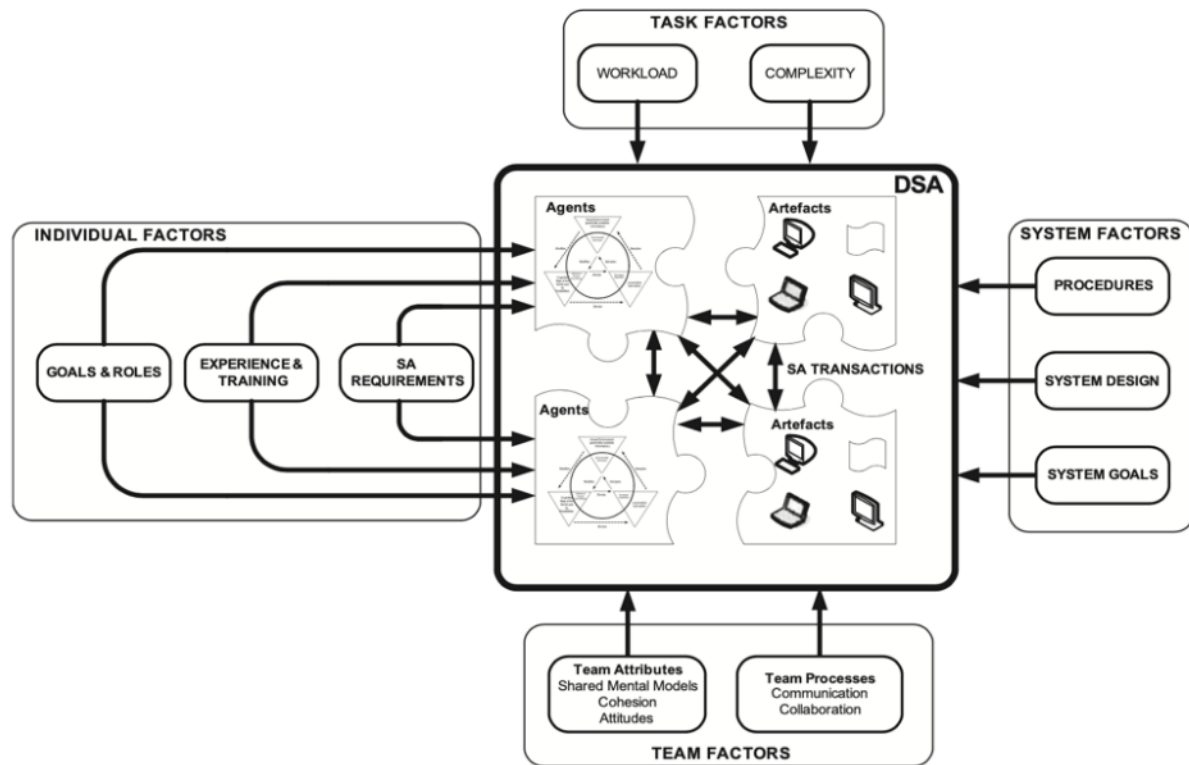 TASK FACTORS
WORKLOAD
COMPLEXITY
DSA
Agents
Artefacts
INDIVIDUAL FACTORS
SYSTEM FACTORS
PROCEDURES
GOALS & ROLES
EXPERIENCE &
TRAINING
SA
REQUIREMENTS
SA TRANSACTIONS
SYSTEM DESIGN
Agents
Artefacts
SYSTEM GOALS
Team Attributes
Shared Mental Models
Cohesion
Attitudes
Team Processes
Communication
Collaboration
TEAM FACTORS